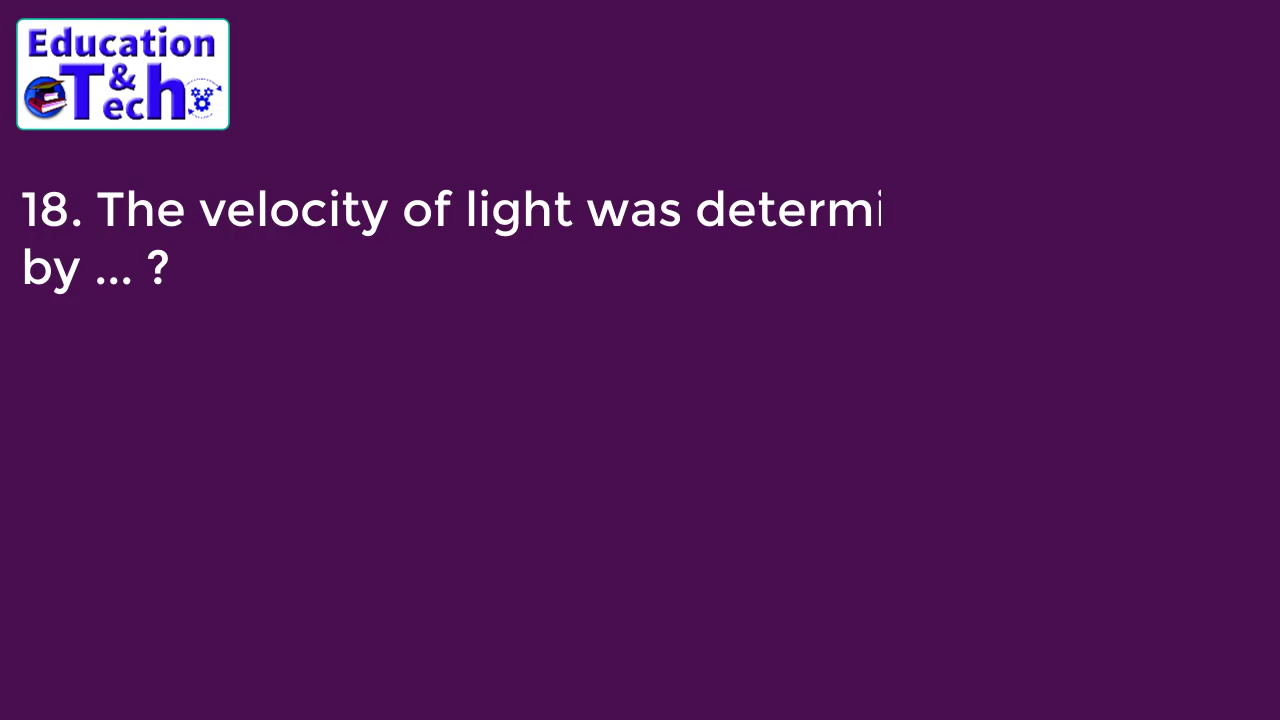 Education
& Tech
18. The velocity of light was determi
by ... ?